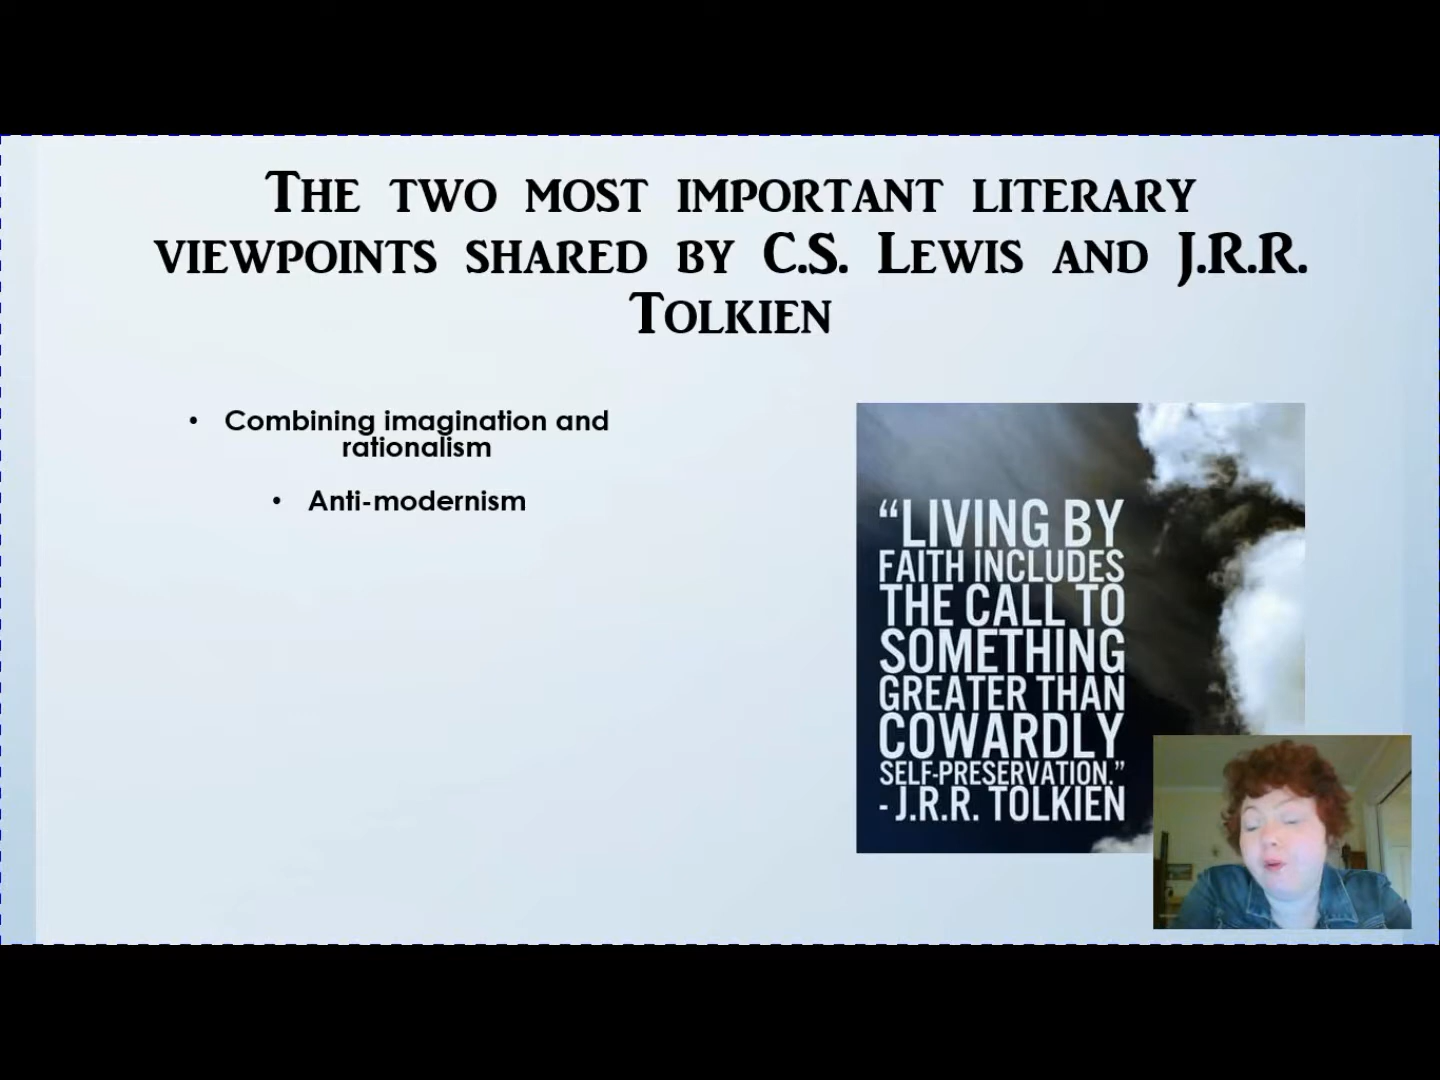 The two most important literary
viewpoints shared by C.S. Lewis and J.R.R.
Tolkien
• Combining imagination and
rationalism
• Anti-modernism
“LIVING BY
FAITH INCLUDES
THE CALL TO
SOMETHING
GREATER THAN
COWARDLY
SELF-PRESERVATION.”
- J.R.R. TOLKIEN